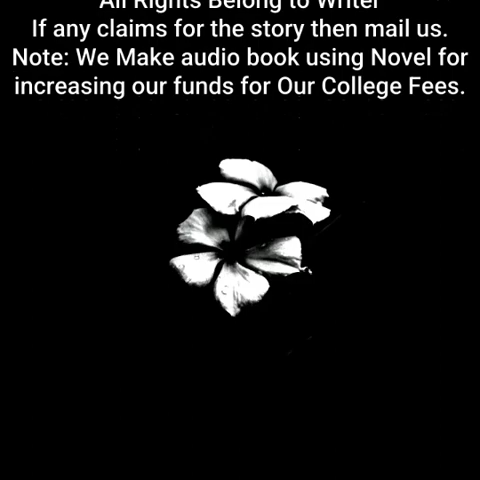 All Rights Belong to Writer
If any claims for the story then mail us.
Note: We Make audio book using Novel for
increasing our funds for Our College Fees.